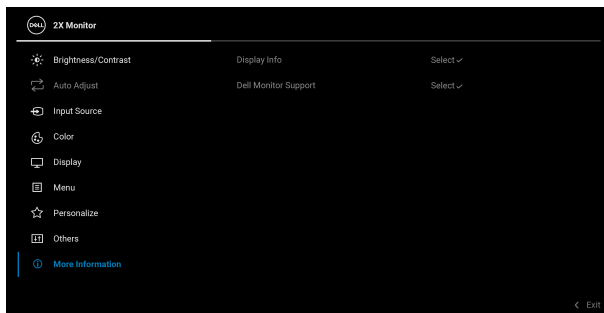 DELL 2X Monitor
Brightness/Contrast Display Info Select
Auto Adjust Dell Monitor Support Select
Input Source
Color
Display
Menu
Personalize
Others
More Information
Exit